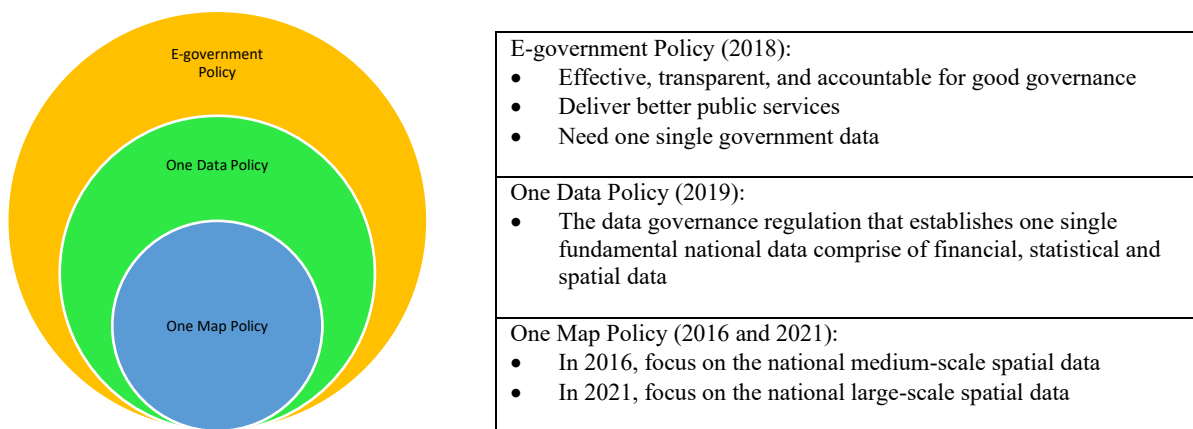 E-government
Policy
One Data Policy
One Map Policy
E-government Policy (2018):
• Effective, transparent, and accountable for good governance
• Deliver better public services
• Need one single government data
One Data Policy (2019):
• The data governance regulation that establishes one single
fundamental national data comprise of financial, statistical and
spatial data
One Map Policy (2016 and 2021):
• In 2016, focus on the national medium-scale spatial data
• In 2021, focus on the national large-scale spatial data